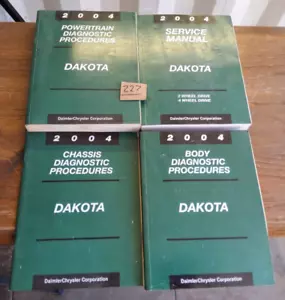 2004
POWERTRAIN
DIAGNOSTIC
PROCEDURES
DAKOTA
DaimlerChrysler Corporation
2004
SERVICE
MANUAL
DAKOTA
2 WHEEL DRIVE
4 WHEEL DRIVE
DaimlerChrysler Corporation
227
2004
CHASSIS
DIAGNOSTIC
PROCEDURES
DAKOTA
DaimlerChrysler Corporation
2004
BODY
DIAGNOSTIC
PROCEDURES
DAKOTA
DaimlerChrysler Corporation